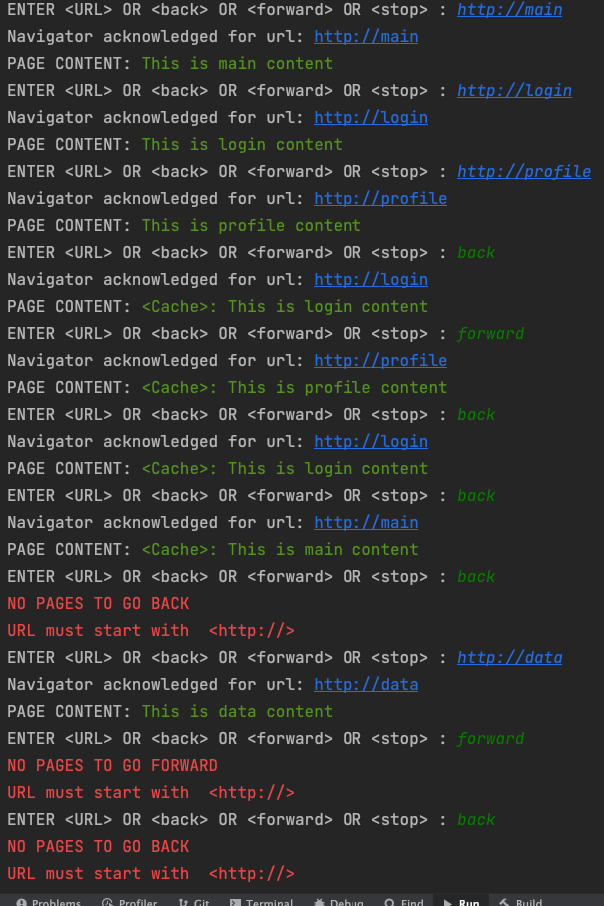 ENTER <URL> OR <back> OR <forward> OR <stop> : http://main
Navigator acknowledged for url: http://main
PAGE CONTENT: This is main content
ENTER <URL> OR <back> OR <forward> OR <stop> : http://login
Navigator acknowledged for url: http://login
PAGE CONTENT: This is login content
ENTER <URL> OR <back> OR <forward> OR <stop> : http://profile
Navigator acknowledged for url: http://profile
PAGE CONTENT: This is profile content
ENTER <URL> OR <back> OR <forward> OR <stop> : back
Navigator acknowledged for url: http://login
PAGE CONTENT: <Cache>: This is login content
ENTER <URL> OR <back> OR <forward> OR <stop> : forward
Navigator acknowledged for url: http://profile
PAGE CONTENT: <Cache>: This is profile content
ENTER <URL> OR <back> OR <forward> OR <stop> : back
Navigator acknowledged for url: http://login
PAGE CONTENT: <Cache>: This is login content
ENTER <URL> OR <back> OR <forward> OR <stop> : back
Navigator acknowledged for url: http://main
PAGE CONTENT: <Cache>: This is main content
ENTER <URL> OR <back> OR <forward> OR <stop> : back
NO PAGES TO GO BACK
URL must start with  <http://>
ENTER <URL> OR <back> OR <forward> OR <stop> : http://data
Navigator acknowledged for url: http://data
PAGE CONTENT: This is data content
ENTER <URL> OR <back> OR <forward> OR <stop> : forward
NO PAGES TO GO FORWARD
URL must start with  <http://>
ENTER <URL> OR <back> OR <forward> OR <stop> : back
NO PAGES TO GO BACK
URL must start with  <http://>
Problems Profiler Git Terminal Debug Find Run Build